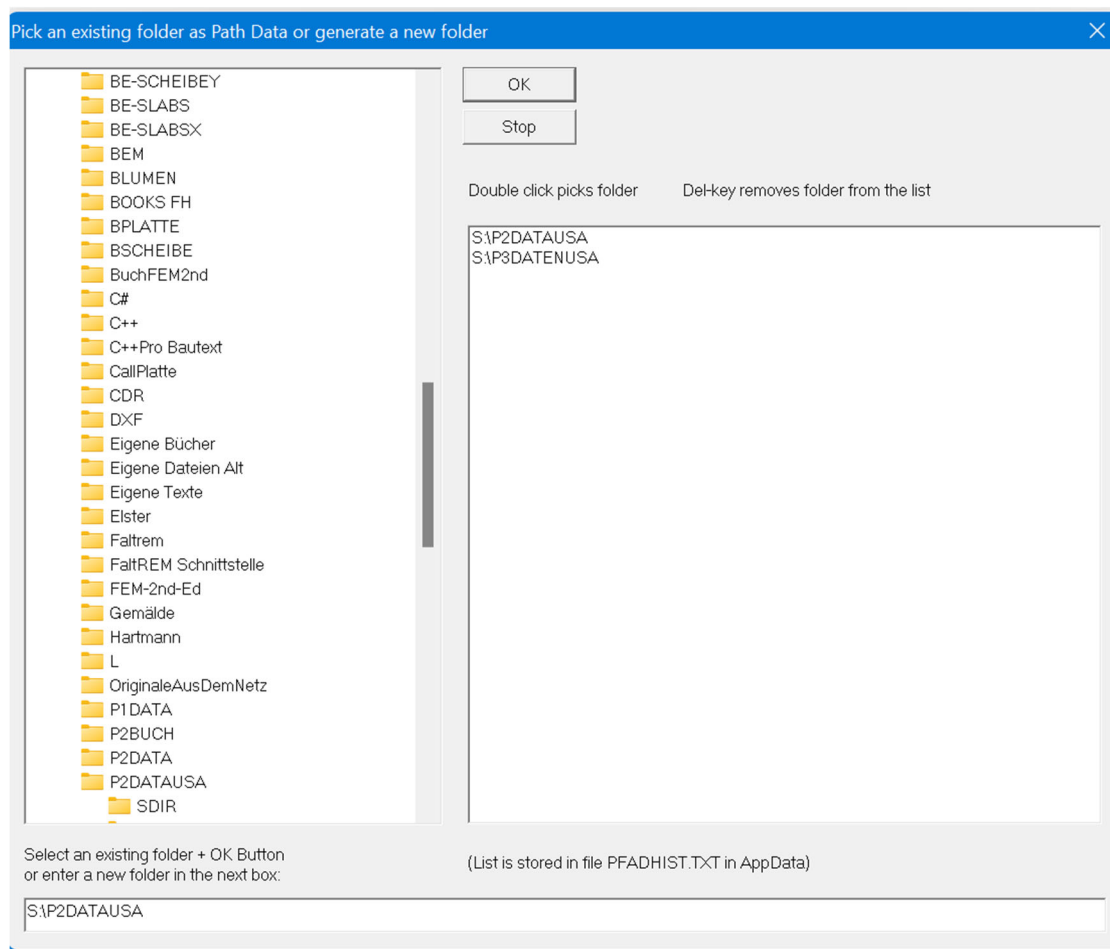 Pick an existing folder as Path Data or generate a new folder
BE-SCHEIBEY
BE-SLABS
BE-SLABSX
BEM
BLUMEN
BOOKS FH
BPLATTE
BSCHEIBE
BuchFEM2nd
C#
C++
C++Pro Bautext
CallPlatte
CDR
DXF
Eigene Bücher
Eigene Dateien Alt
Eigene Texte
Elster
Faltrem
FaltREM Schnittstelle
FEM-2nd-Ed
Gemälde
Hartmann
L
OriginaleAusDemNetz
P1DATA
P2BUCH
P2DATA
P2DATAUSA
SDIR
OK
Stop
Double click picks folder Del-key removes folder from the list
S:\P2DATAUSA
S:\P3DATENUSA
Select an existing folder + OK Button
or enter a new folder in the next box:
(List is stored in file PFADHIST.TXT in AppData)
S:\P2DATAUSA